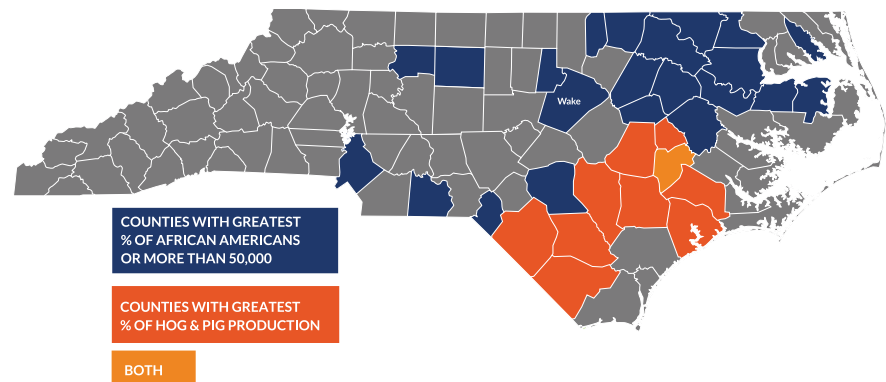 Wake
COUNTIES WITH GREATEST
% OF AFRICAN AMERICANS
OR MORE THAN 50,000
COUNTIES WITH GREATEST
% OF HOG & PIG PRODUCTION
BOTH